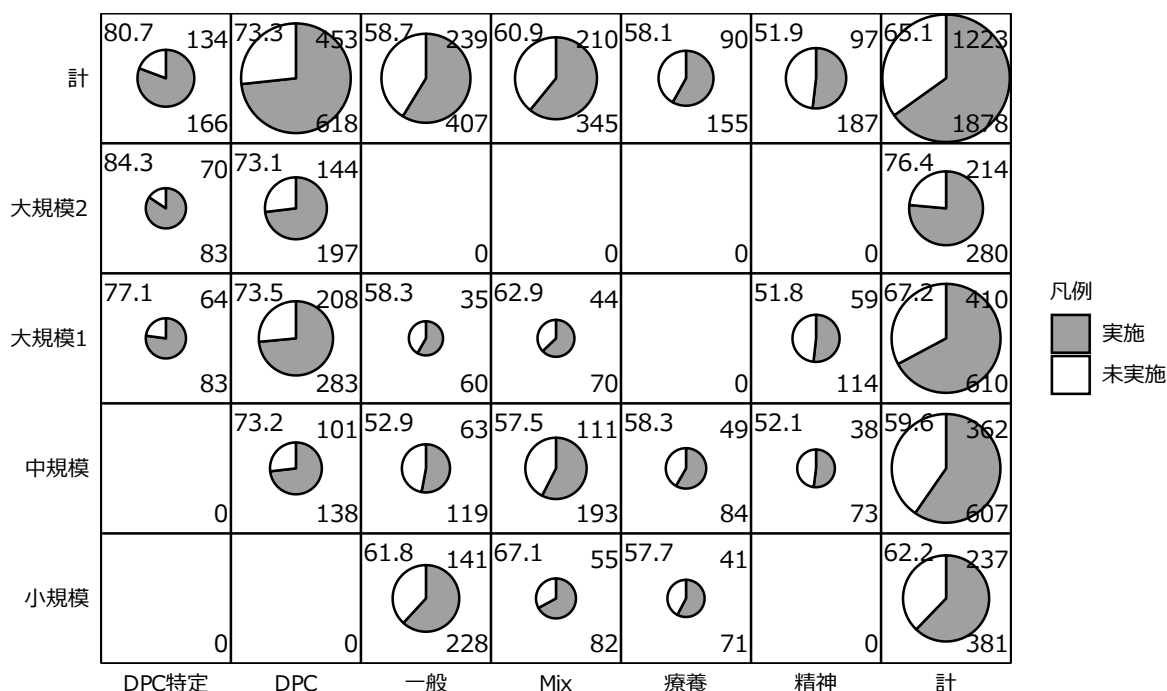 80.7 134 73.3 453 58.7 239 60.9 210 58.1 90 51.9 97 65.1 1223
計
166 618 407 345 155 187 1878
84.3 70 73.1 144 76.4 214
大規模2
83 197 0 0 0 0 280
77.1 64 73.5 208 58.3 35 62.9 44 51.8 59 67.2 410
大規模1
83 283 60 70 0 114 610
73.2 101 52.9 63 57.5 111 58.3 49 52.1 38 59.6 362
中規模
0 138 119 193 84 73 607
61.8 141 67.1 55 57.7 41 62.2 237
小規模
0 0 228 82 71 0 381
DPC特定 DPC 一般 Mix 療養 精神 計
凡例
実施
未実施